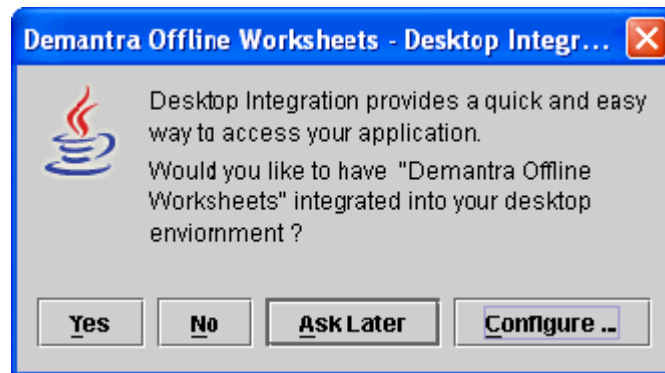 Demantra Offline Worksheets - Desktop Integr...
Desktop Integration provides a quick and easy
way to access your application.
Would you like to have "Demantra Offline
Worksheets" integrated into your desktop
enviornment ?
Yes No Ask Later Configure ...